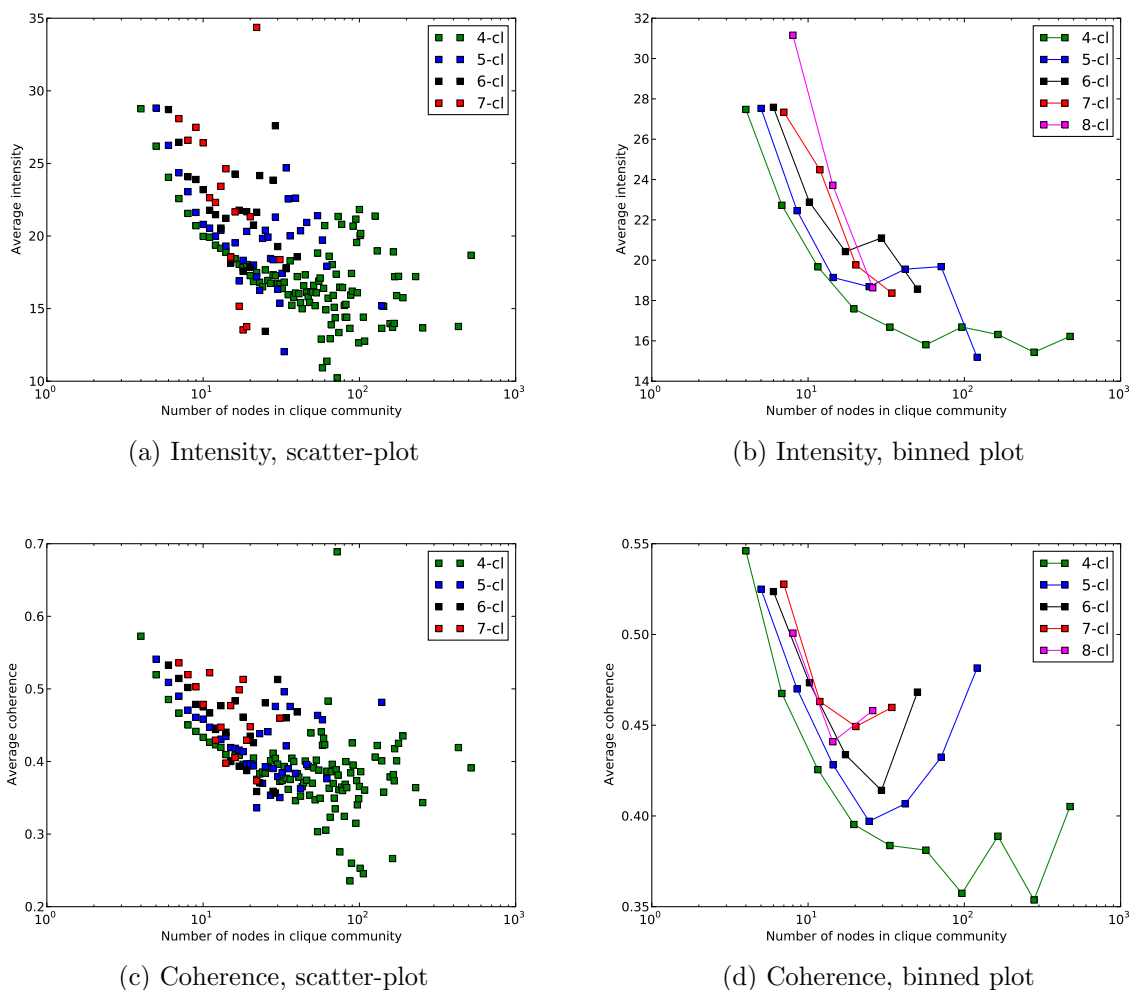 35
30
25
20
15
10
Average intensity
10^0 10^1 10^2 10^3
Number of nodes in clique community
4-cl
5-cl
6-cl
7-cl
(a) Intensity, scatter-plot
32
30
28
26
24
22
20
18
16
14
Average intensity
10^0 10^1 10^2 10^3
Number of nodes in clique community
4-cl
5-cl
6-cl
7-cl
8-cl
(b) Intensity, binned plot
0.7
0.6
0.5
0.4
0.3
0.2
Average coherence
10^0 10^1 10^2 10^3
Number of nodes in clique community
4-cl
5-cl
6-cl
7-cl
(c) Coherence, scatter-plot
0.55
0.50
0.45
0.40
0.35
Average coherence
10^0 10^1 10^2 10^3
Number of nodes in clique community
4-cl
5-cl
6-cl
7-cl
8-cl
(d) Coherence, binned plot